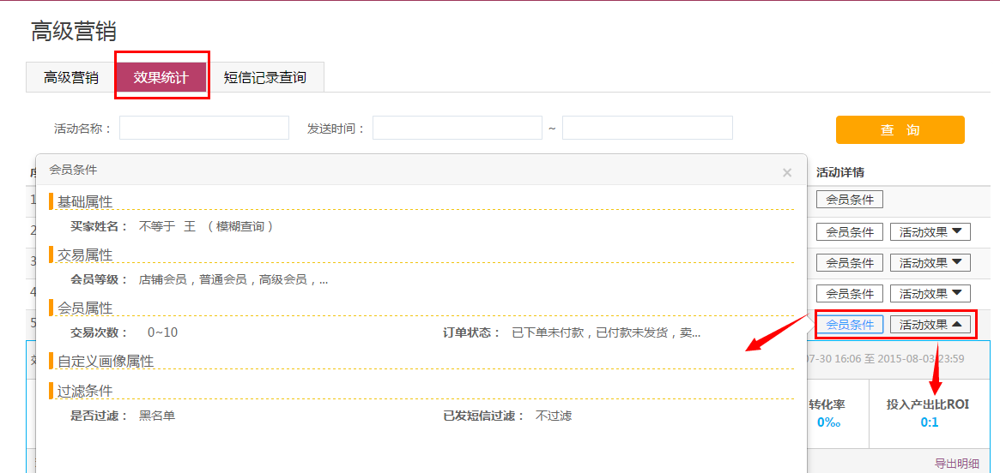 高级营销
高级营销 效果统计 短信记录查询
活动名称： 发送时间： ~ 查 询
会员条件 ×
活动详情
基础属性
1 会员条件
买家姓名： 不等于 王 （模糊查询）
2 会员条件 活动效果
交易属性
3 会员条件 活动效果
会员等级： 店铺会员，普通会员，高级会员，...
4 会员条件 活动效果
会员属性
5 会员条件 活动效果
交易次数： 0~10 订单状态： 已下单未付款，已付款未发货，卖...
自定义画像属性
07-30 16:06 至 2015-08-03 23:59
过滤条件
转化率 投入产出比ROI
是否过滤： 黑名单 已发短信过滤： 不过滤
0‰ 0:1
导出明细